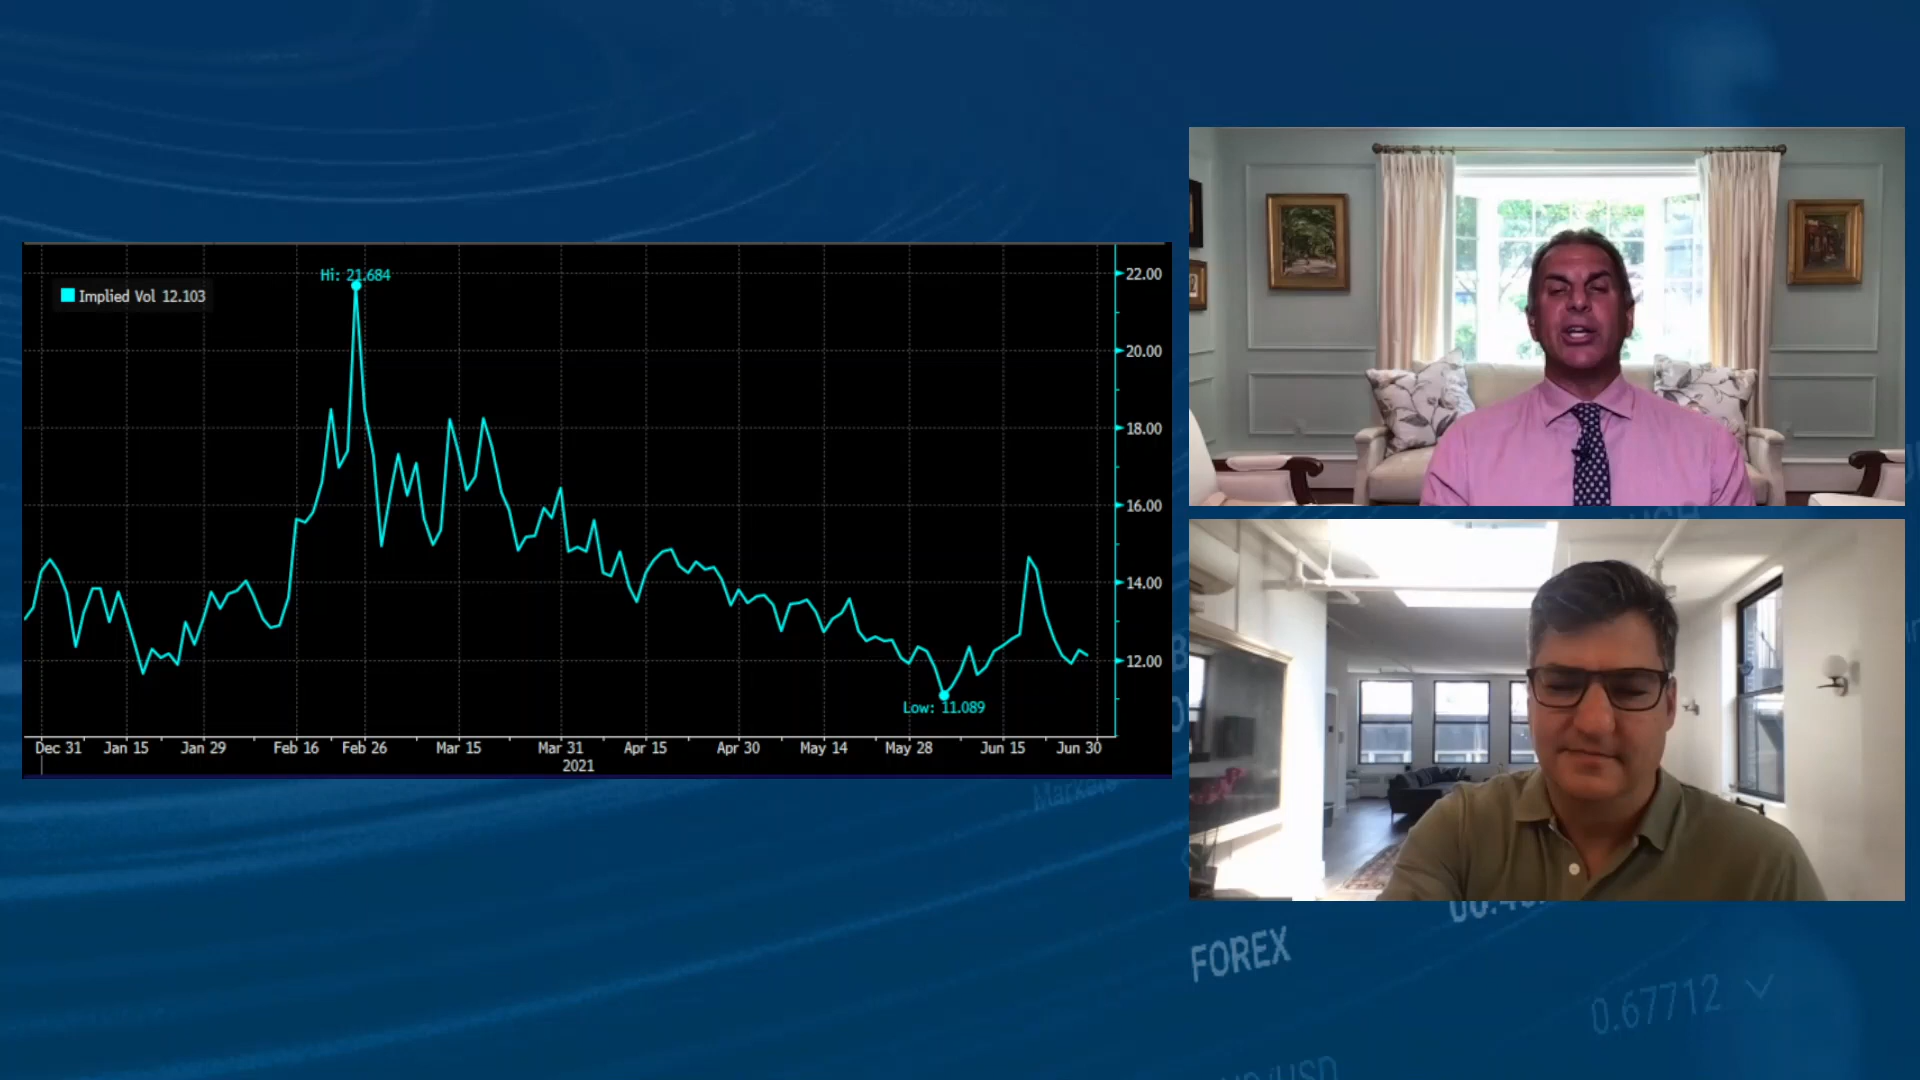 Hi: 21.684
Implied Vol 12.103
22.00
20.00
18.00
16.00
14.00
12.00
Low: 11.089
Dec 31 Jan 15 Jan 29 Feb 16 Feb 26 Mar 15 Mar 31 Apr 15 Apr 30 May 14 May 28 Jun 15 Jun 30
2021
Markets
FOREX
0.67712